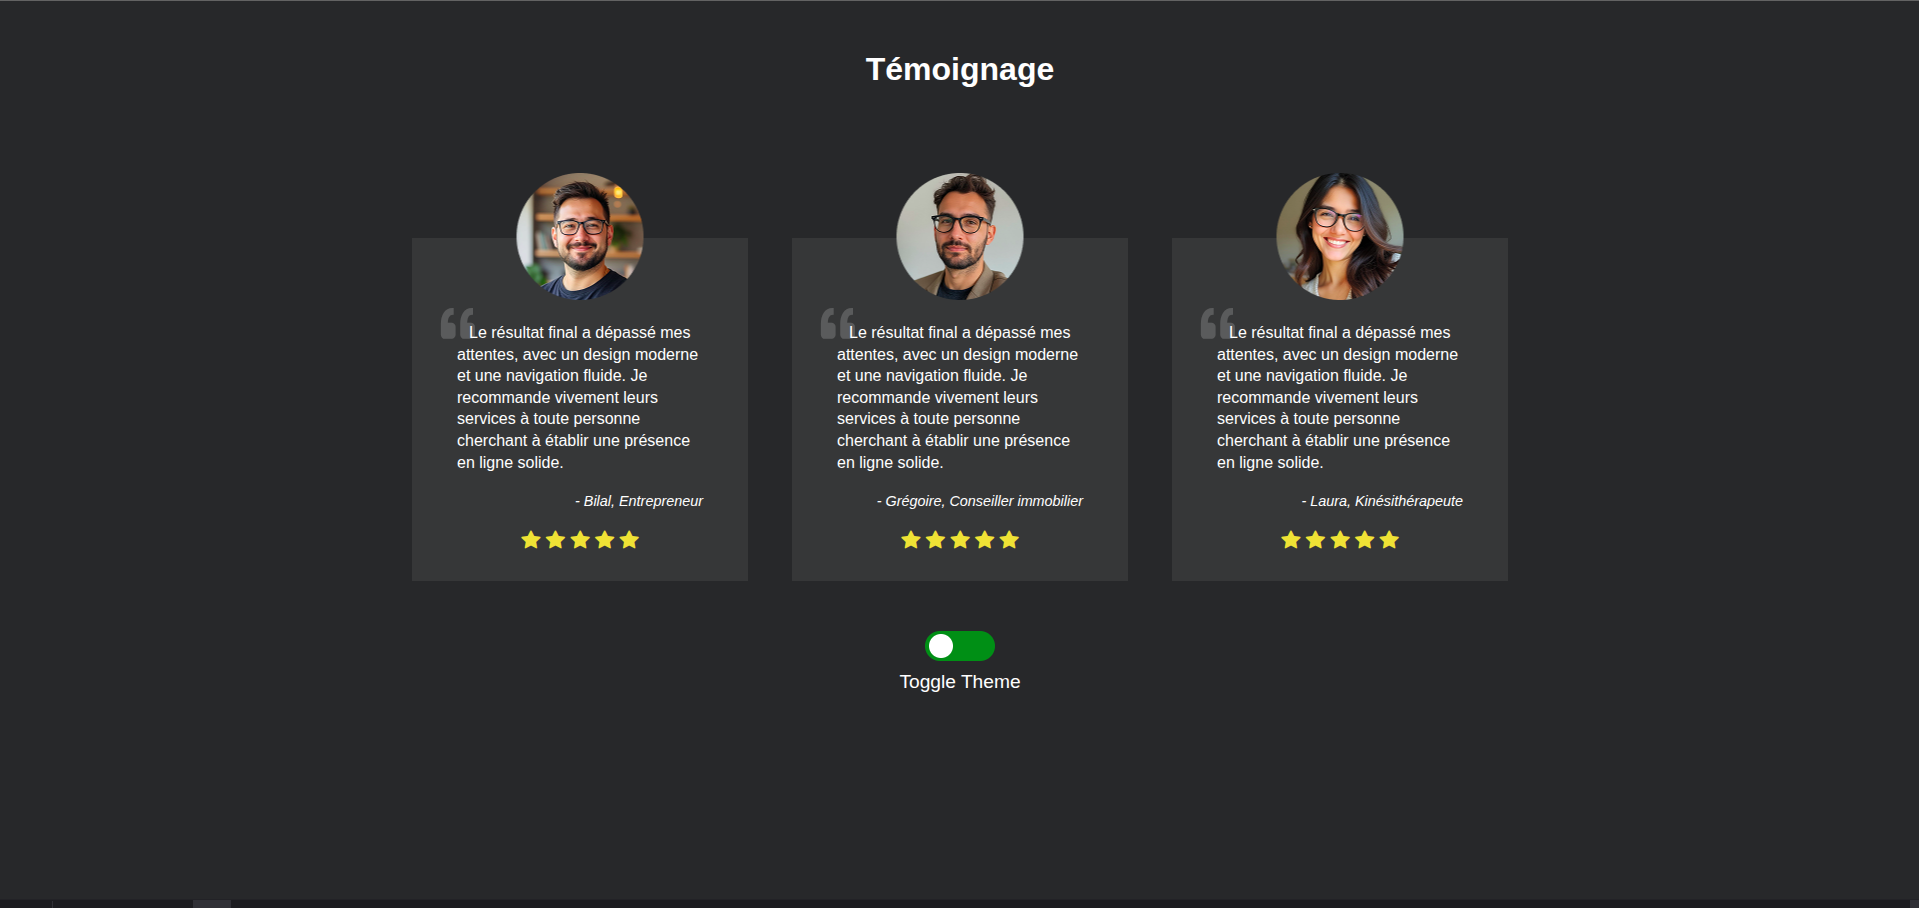 Témoignage
“
Le résultat final a dépassé mes
attentes, avec un design moderne
et une navigation fluide. Je
recommande vivement leurs
services à toute personne
cherchant à établir une présence
en ligne solide.
- Bilal, Entrepreneur
“
Le résultat final a dépassé mes
attentes, avec un design moderne
et une navigation fluide. Je
recommande vivement leurs
services à toute personne
cherchant à établir une présence
en ligne solide.
- Grégoire, Conseiller immobilier
“
Le résultat final a dépassé mes
attentes, avec un design moderne
et une navigation fluide. Je
recommande vivement leurs
services à toute personne
cherchant à établir une présence
en ligne solide.
- Laura, Kinésithérapeute
Toggle Theme